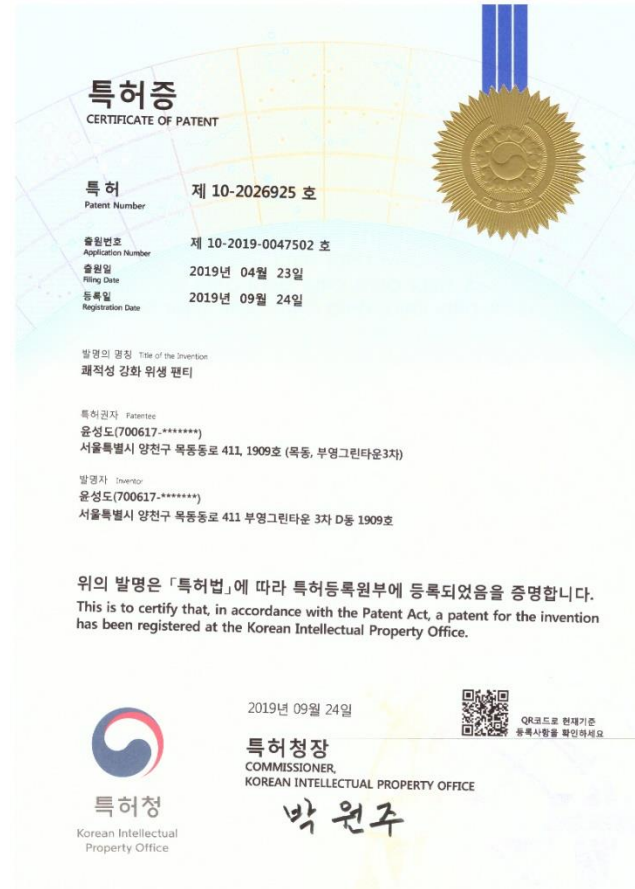 특허증
CERTIFICATE OF PATENT
특허 제 10-2026925 호
Patent Number
출원번호 제 10-2019-0047502 호
Application Number
출원일 2019년 04월 23일
Filing Date
등록일 2019년 09월 24일
Registration Date
발명의 명칭 Title of the Invention
쾌적성 강화 위생 팬티
특허권자 Patentee
윤성도(700617-*******)
서울특별시 양천구 목동동로 411, 1909호 (목동, 부영그린타운3차)
발명자 Inventor
윤성도(700617-*******)
서울특별시 양천구 목동동로 411 부영그린타운 3차 D동 1909호
위의 발명은 「특허법」에 따라 특허등록원부에 등록되었음을 증명합니다.
This is to certify that, in accordance with the Patent Act, a patent for the invention
has been registered at the Korean Intellectual Property Office.
2019년 09월 24일
QR코드로 현재기준
등록사항을 확인하세요
특허청장
COMMISSIONER,
KOREAN INTELLECTUAL PROPERTY OFFICE
박원주
특허청
Korean Intellectual
Property Office